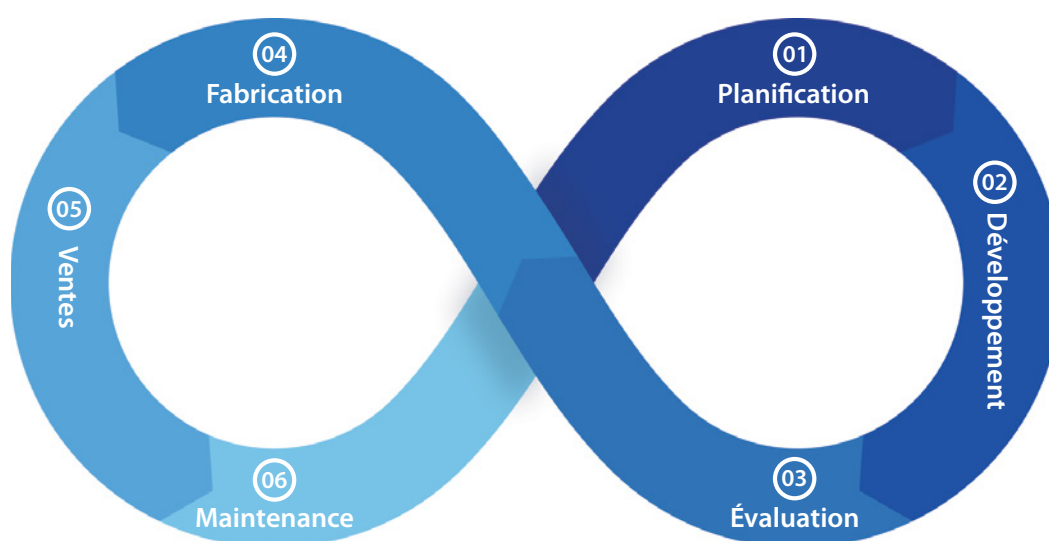 01
Planification
02
Développement
03
Évaluation
04
Fabrication
05
Ventes
06
Maintenance